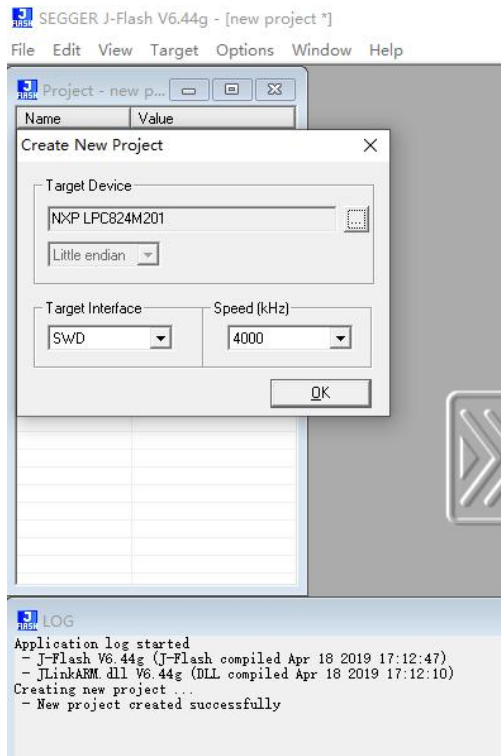 SEGGER J-Flash V6.44g - [new project *]
File Edit View Target Options Window Help
Project - new p...
Name Value
Create New Project
Target Device
NXP LPC824M201
...
Little endian
Target Interface
Speed (kHz)
SWD
4000
OK
LOG
Application log started
- J-Flash V6.44g (J-Flash compiled Apr 18 2019 17:12:47)
- JLinkARM.dll V6.44g (DLL compiled Apr 18 2019 17:12:10)
Creating new project ...
- New project created successfully